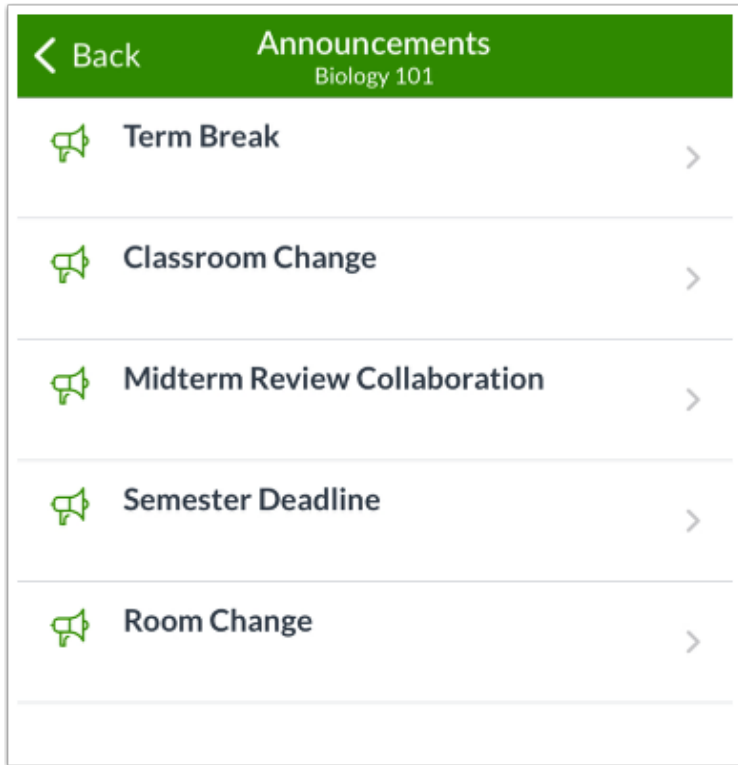 Back
Announcements
Biology 101
Term Break
Classroom Change
Midterm Review Collaboration
Semester Deadline
Room Change